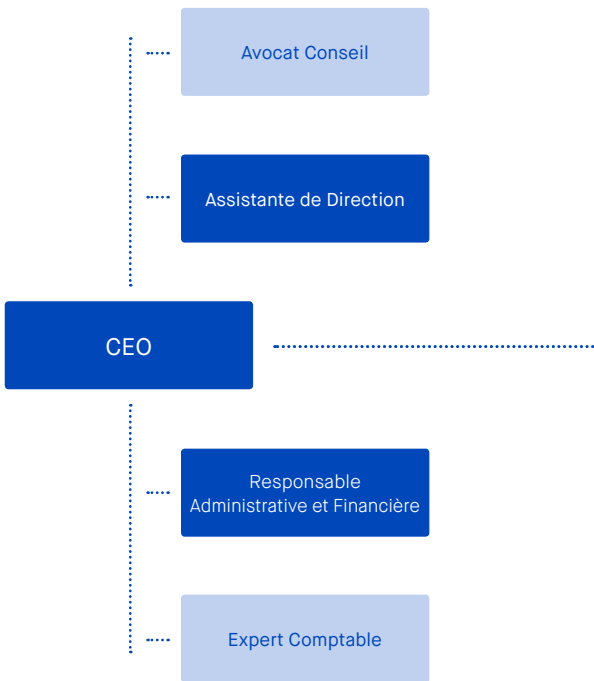 Avocat Conseil
Assistante de Direction
CEO
Responsable
Administrative et Financière
Expert Comptable